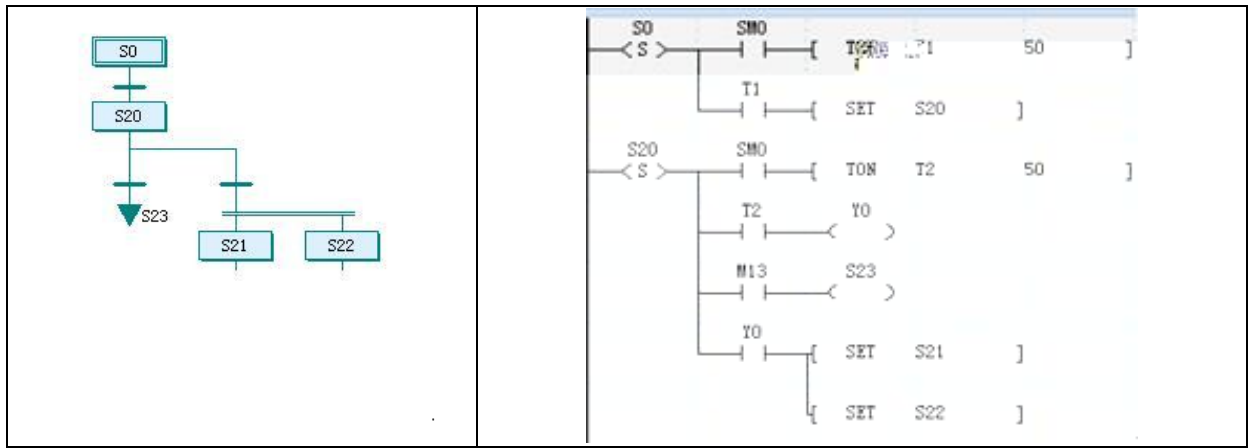 S0
S20
S23
S21 S22
S0 SM0
S 50
T1
SET S20
S20 SM0
S TON T2 50
T2 Y0
M13 S23
Y0
SET S21
SET S22